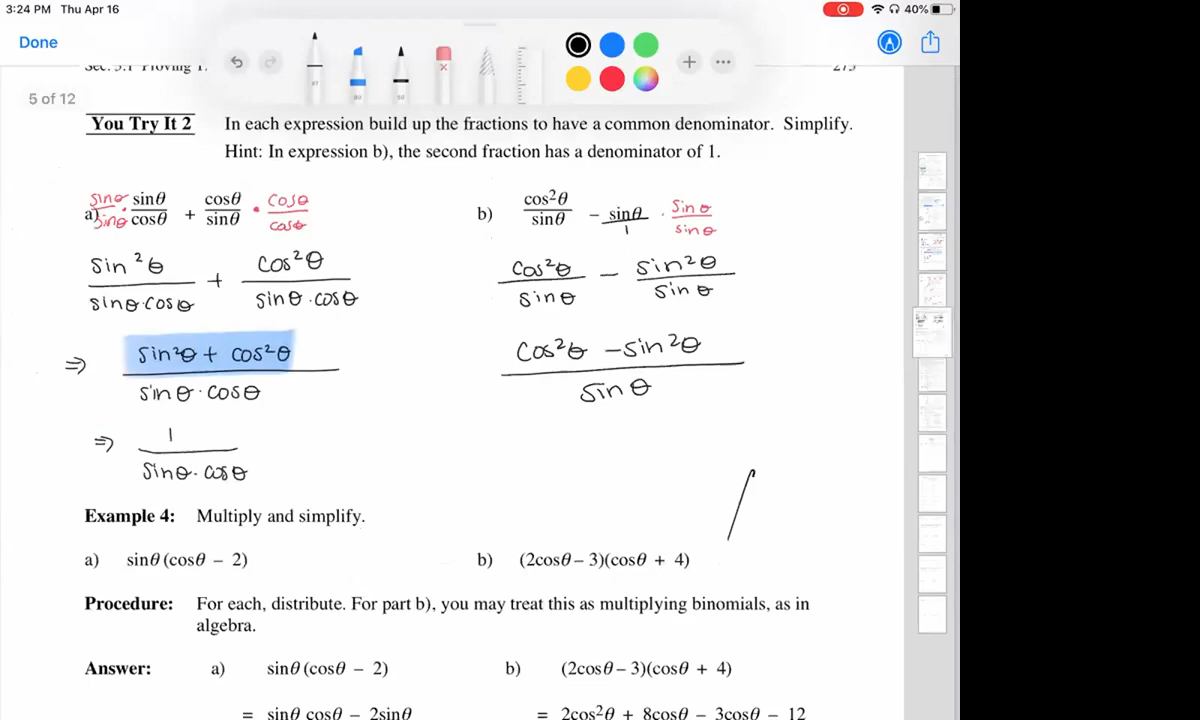 3:24 PM Thu Apr 16
40%
Done
Sec. 5.1 Proving
273
5 of 12
You Try It 2 In each expression build up the fractions to have a common denominator. Simplify.
Hint: In expression b), the second fraction has a denominator of 1.
a) sinθ/sinθ · sinθ/cosθ + cosθ/sinθ · cosθ/cosθ
b) cos²θ/sinθ − sinθ/1 · sinθ/sinθ
sin²θ/sinθ·cosθ + cos²θ/sinθ·cosθ
cos²θ/sinθ − sin²θ/sinθ
⇒ sin²θ + cos²θ/sinθ·cosθ
cos²θ − sin²θ/sinθ
⇒ 1/sinθ·cosθ
Example 4: Multiply and simplify.
a) sinθ(cosθ − 2)
b) (2cosθ − 3)(cosθ + 4)
Procedure: For each, distribute. For part b), you may treat this as multiplying binomials, as in
algebra.
Answer: a) sinθ(cosθ − 2)
b) (2cosθ − 3)(cosθ + 4)
= sinθ cosθ − 2sinθ
= 2cos²θ + 8cosθ − 3cosθ − 12